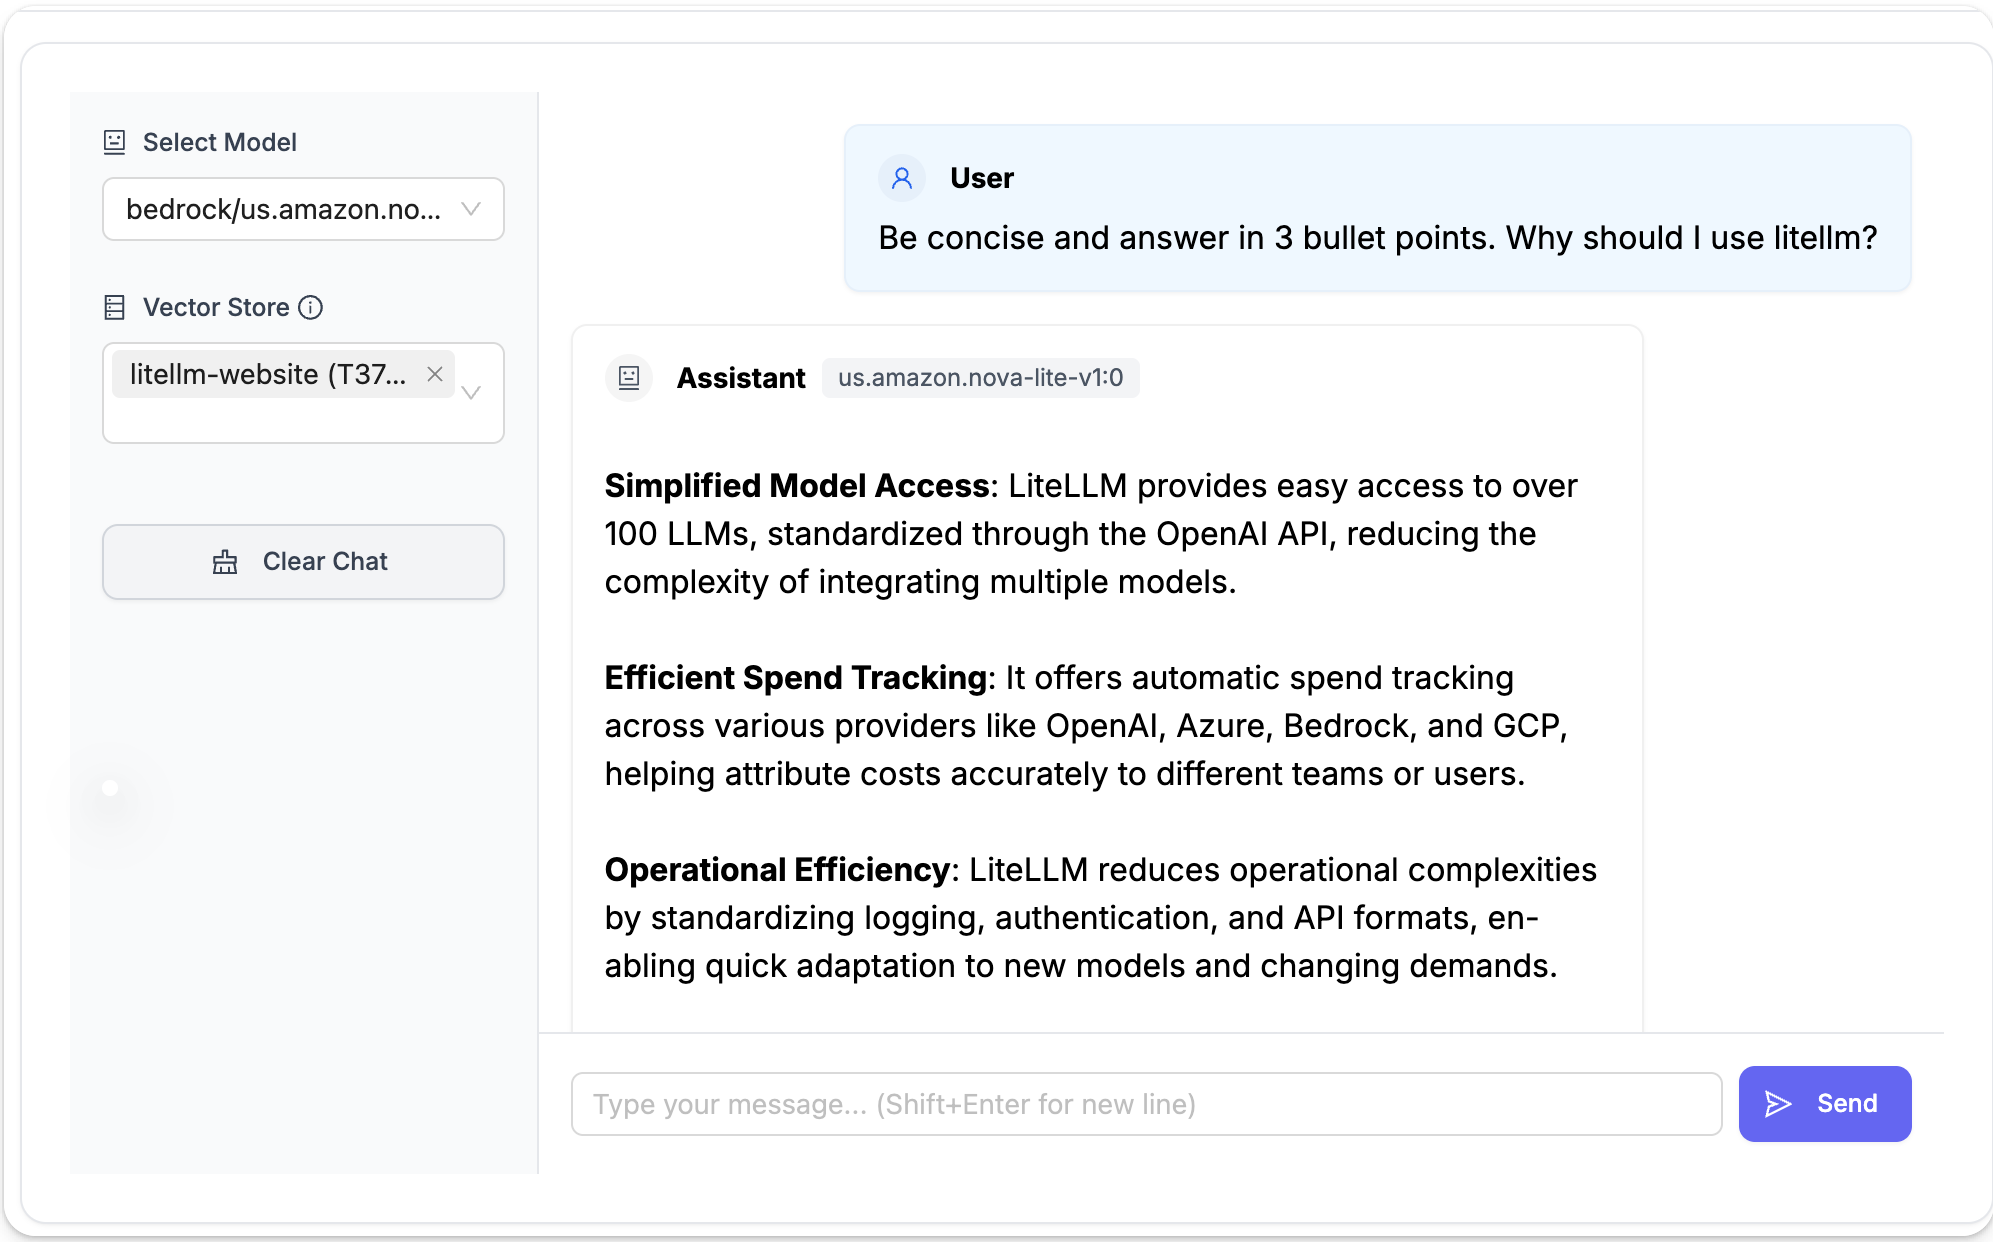 Select Model
bedrock/us.amazon.no...
Vector Store
litellm-website (T37...
Clear Chat
User
Be concise and answer in 3 bullet points. Why should I use litellm?
Assistant us.amazon.nova-lite-v1:0
Simplified Model Access: LiteLLM provides easy access to over
100 LLMs, standardized through the OpenAI API, reducing the
complexity of integrating multiple models.
Efficient Spend Tracking: It offers automatic spend tracking
across various providers like OpenAI, Azure, Bedrock, and GCP,
helping attribute costs accurately to different teams or users.
Operational Efficiency: LiteLLM reduces operational complexities
by standardizing logging, authentication, and API formats, en-
abling quick adaptation to new models and changing demands.
Type your message... (Shift+Enter for new line)
Send